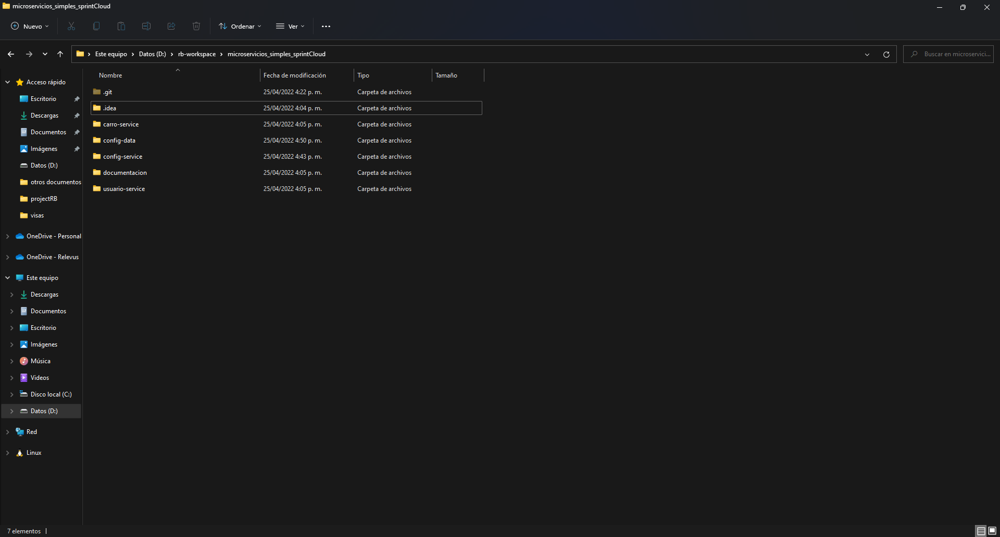 microservicios_simples_sprintCloud
Nuevo Ordenar Ver
Este equipo Datos (D:) rb-workspace microservicios_simples_sprintCloud Buscar en microservici...
Nombre Fecha de modificación Tipo Tamaño
.git 25/04/2022 4:22 p. m. Carpeta de archivos
.idea 25/04/2022 4:04 p. m. Carpeta de archivos
carro-service 25/04/2022 4:05 p. m. Carpeta de archivos
config-data 25/04/2022 4:50 p. m. Carpeta de archivos
config-service 25/04/2022 4:43 p. m. Carpeta de archivos
documentacion 25/04/2022 4:05 p. m. Carpeta de archivos
usuario-service 25/04/2022 4:05 p. m. Carpeta de archivos
Acceso rápido
Escritorio
Descargas
Documentos
Imágenes
Datos (D:)
otros documentos
projectRB
visas
OneDrive - Personal
OneDrive - Relevus
Este equipo
Descargas
Documentos
Escritorio
Imágenes
Música
Videos
Disco local (C:)
Datos (D:)
Red
Linux
7 elementos